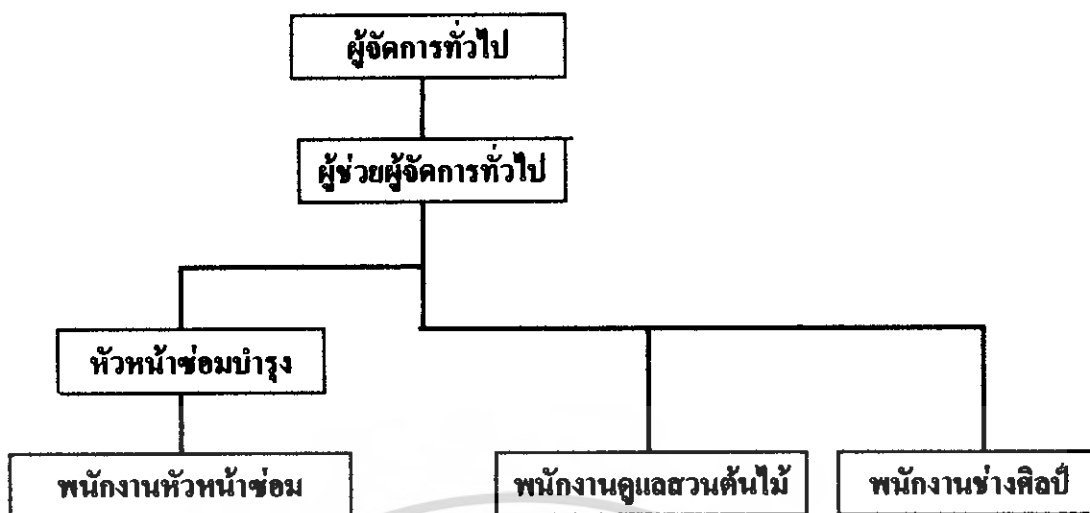 ผู้จัดการทั่วไป
ผู้ช่วยผู้จัดการทั่วไป
หัวหน้าซ่อมบำรุง
พนักงานหัวหน้าซ่อม
พนักงานดูแลสวนต้นไม้
พนักงานช่างศิลป์